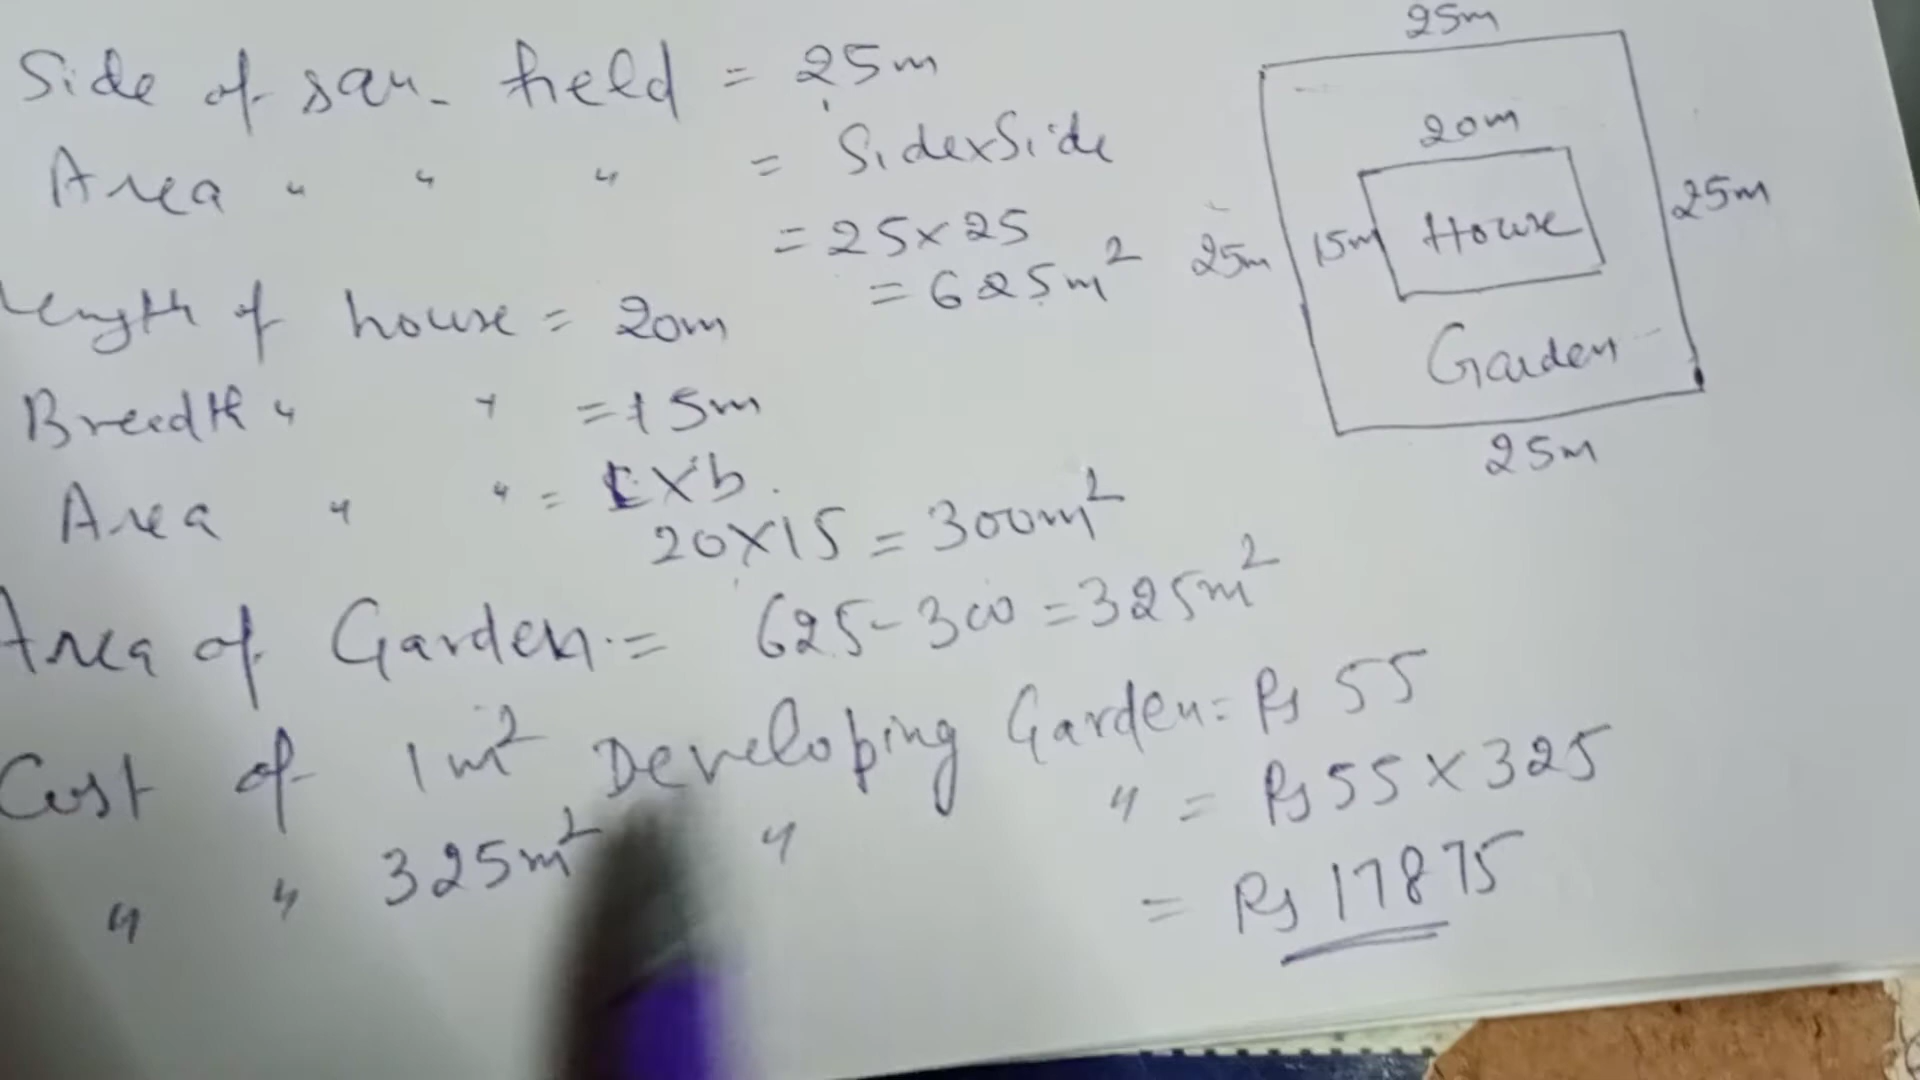 Side of squ. field = 25m
Area " " " = Side×Side
= 25×25
= 625m²
Length of house = 20m
Breadth " " = 15m
Area " " = L×b.
20×15 = 300m²
Area of Garden = 625-300 = 325m²
Cost of 1m² Developing Garden = Rs 55
" " 325m² " " = Rs 55×325
= Rs 17875
25m
20m
25m
15m
House
25m
Garden
25m